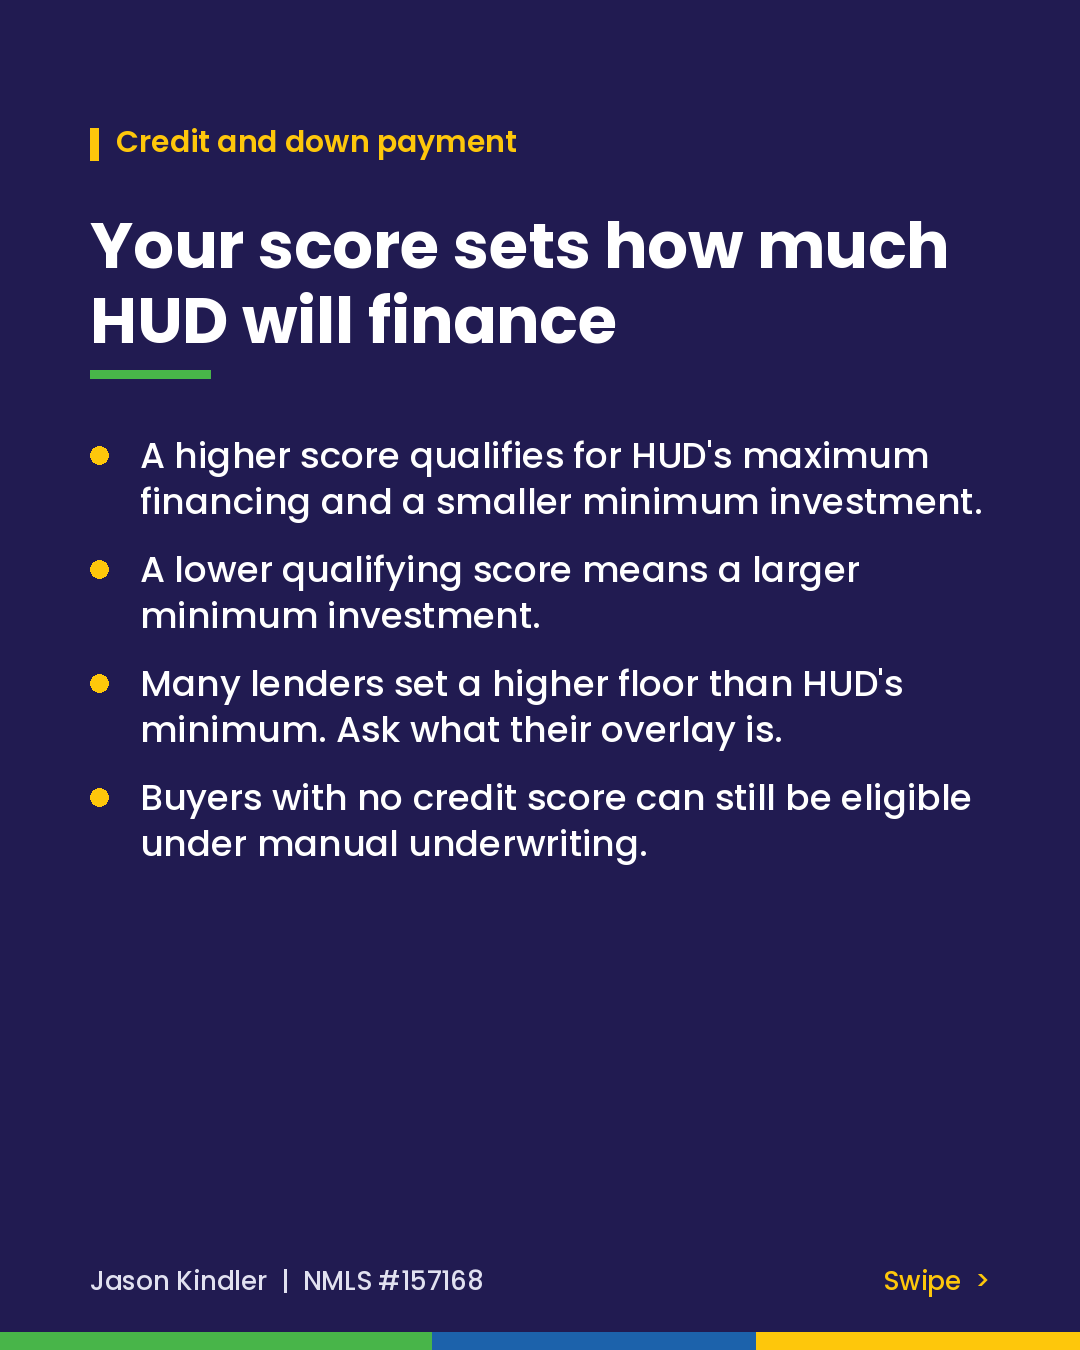 Credit and down payment
Your score sets how much
HUD will finance
A higher score qualifies for HUD's maximum
financing and a smaller minimum investment.
A lower qualifying score means a larger
minimum investment.
Many lenders set a higher floor than HUD's
minimum. Ask what their overlay is.
Buyers with no credit score can still be eligible
under manual underwriting.
Jason Kindler | NMLS #157168
Swipe >